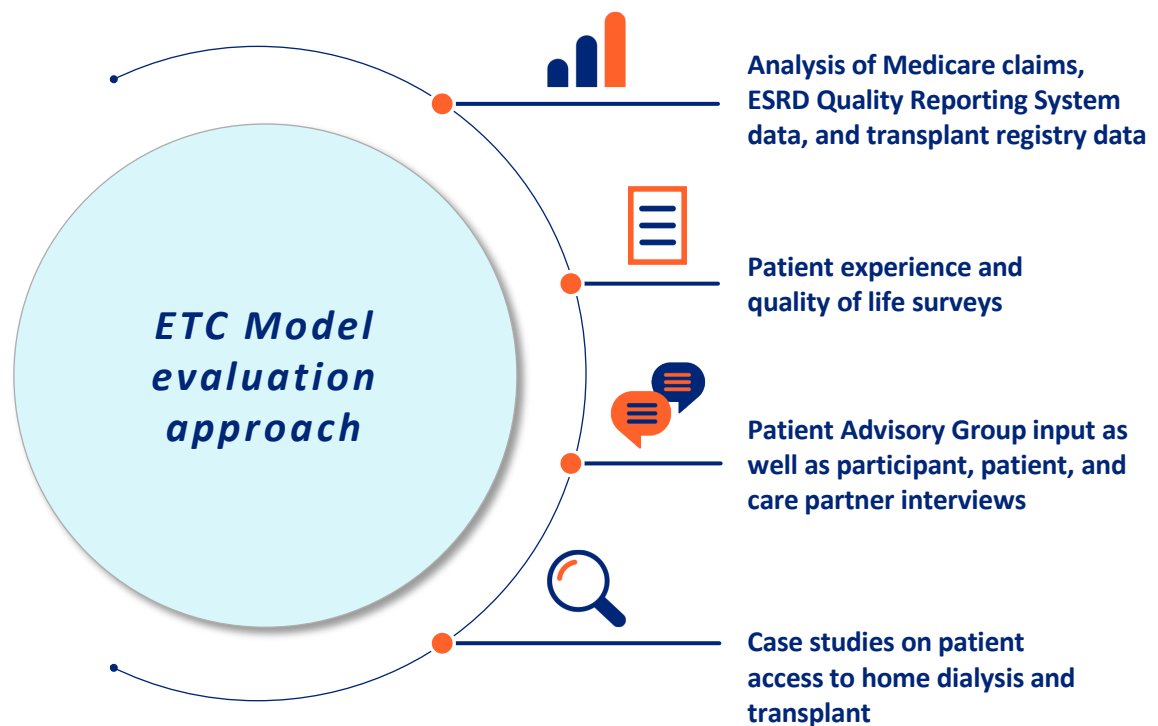 ETC Model
evaluation
approach
Analysis of Medicare claims,
ESRD Quality Reporting System
data, and transplant registry data
Patient experience and
quality of life surveys
Patient Advisory Group input as
well as participant, patient, and
care partner interviews
Case studies on patient
access to home dialysis and
transplant